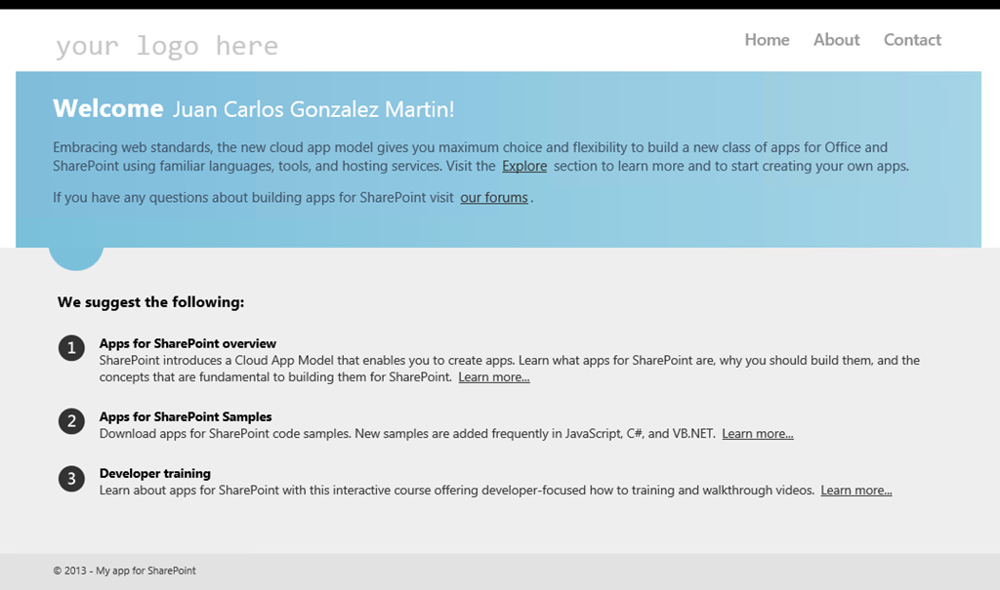 your logo here
Home About Contact
Welcome Juan Carlos Gonzalez Martin!
Embracing web standards, the new cloud app model gives you maximum choice and flexibility to build a new class of apps for Office and
SharePoint using familiar languages, tools, and hosting services. Visit the Explore section to learn more and to start creating your own apps.
If you have any questions about building apps for SharePoint visit our forums.
We suggest the following:
1 Apps for SharePoint overview
SharePoint introduces a Cloud App Model that enables you to create apps. Learn what apps for SharePoint are, why you should build them, and the
concepts that are fundamental to building them for SharePoint. Learn more...
2 Apps for SharePoint Samples
Download apps for SharePoint code samples. New samples are added frequently in JavaScript, C#, and VB.NET. Learn more...
3 Developer training
Learn about apps for SharePoint with this interactive course offering developer-focused how to training and walkthrough videos. Learn more...
© 2013 - My app for SharePoint